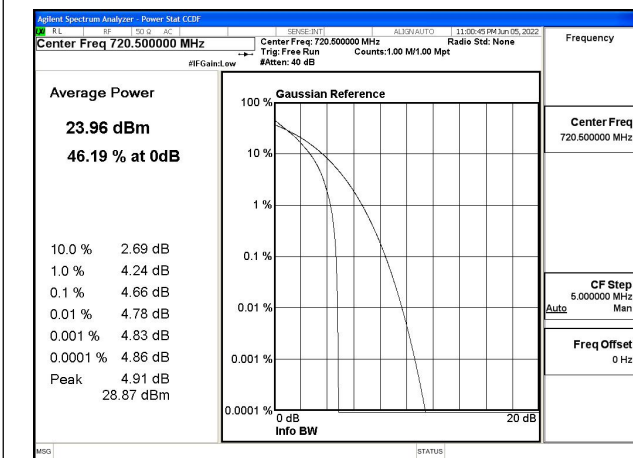 Agilent Spectrum Analyzer - Power Stat CCDF
RL RF 50 Ω AC SENSE:INT ALIGN AUTO 11:00:45 PM Jun 05, 2022
Center Freq 720.500000 MHz
Center Freq: 720.500000 MHz Radio Std: None
Trig: Free Run Counts:1.00 M/1.00 Mpt
#IFGain:Low #Atten: 40 dB
Frequency
Average Power
23.96 dBm
46.19 % at 0dB
10.0 % 2.69 dB
1.0 % 4.24 dB
0.1 % 4.66 dB
0.01 % 4.78 dB
0.001 % 4.83 dB
0.0001 % 4.86 dB
Peak 4.91 dB
28.87 dBm
Gaussian Reference
100 %
10 %
1 %
0.1 %
0.01 %
0.001 %
0.0001 %
0 dB 20 dB
Info BW
Center Freq
720.500000 MHz
CF Step
5.000000 MHz
Auto Man
Freq Offset
0 Hz
MSG STATUS